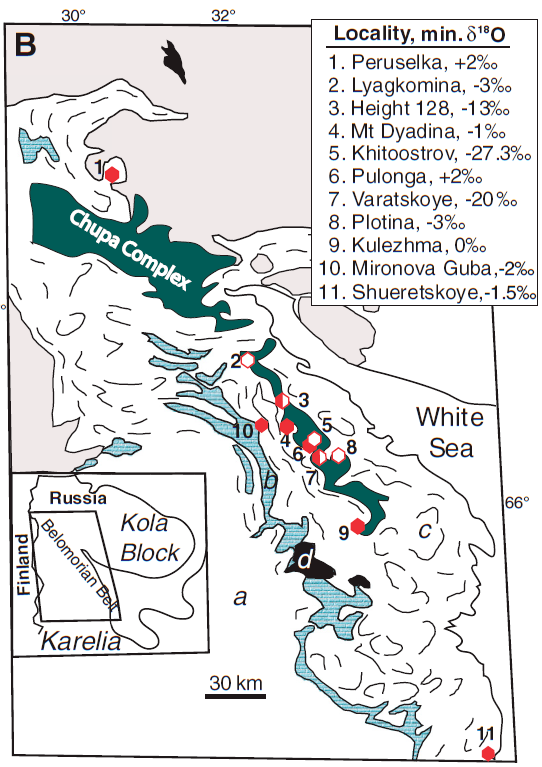 30°
32°
B
Locality, min. δ¹⁸O
1. Peruselka, +2‰
2. Lyagkomina, -3‰
3. Height 128, -13‰
4. Mt Dyadina, -1‰
5. Khitoostrov, -27.3‰
6. Pulonga, +2‰
7. Varatskoye, -20‰
8. Plotina, -3‰
9. Kulezhma, 0‰
10. Mironova Guba,-2‰
11. Shueretskoye,-1.5‰
1
Chupa Complex
2
3
10
4
5
6
8
7
White
Sea
b
66°
9
c
d
a
Russia
Kola
Block
Finland
Belomorian Belt
Karelia
30 km
11